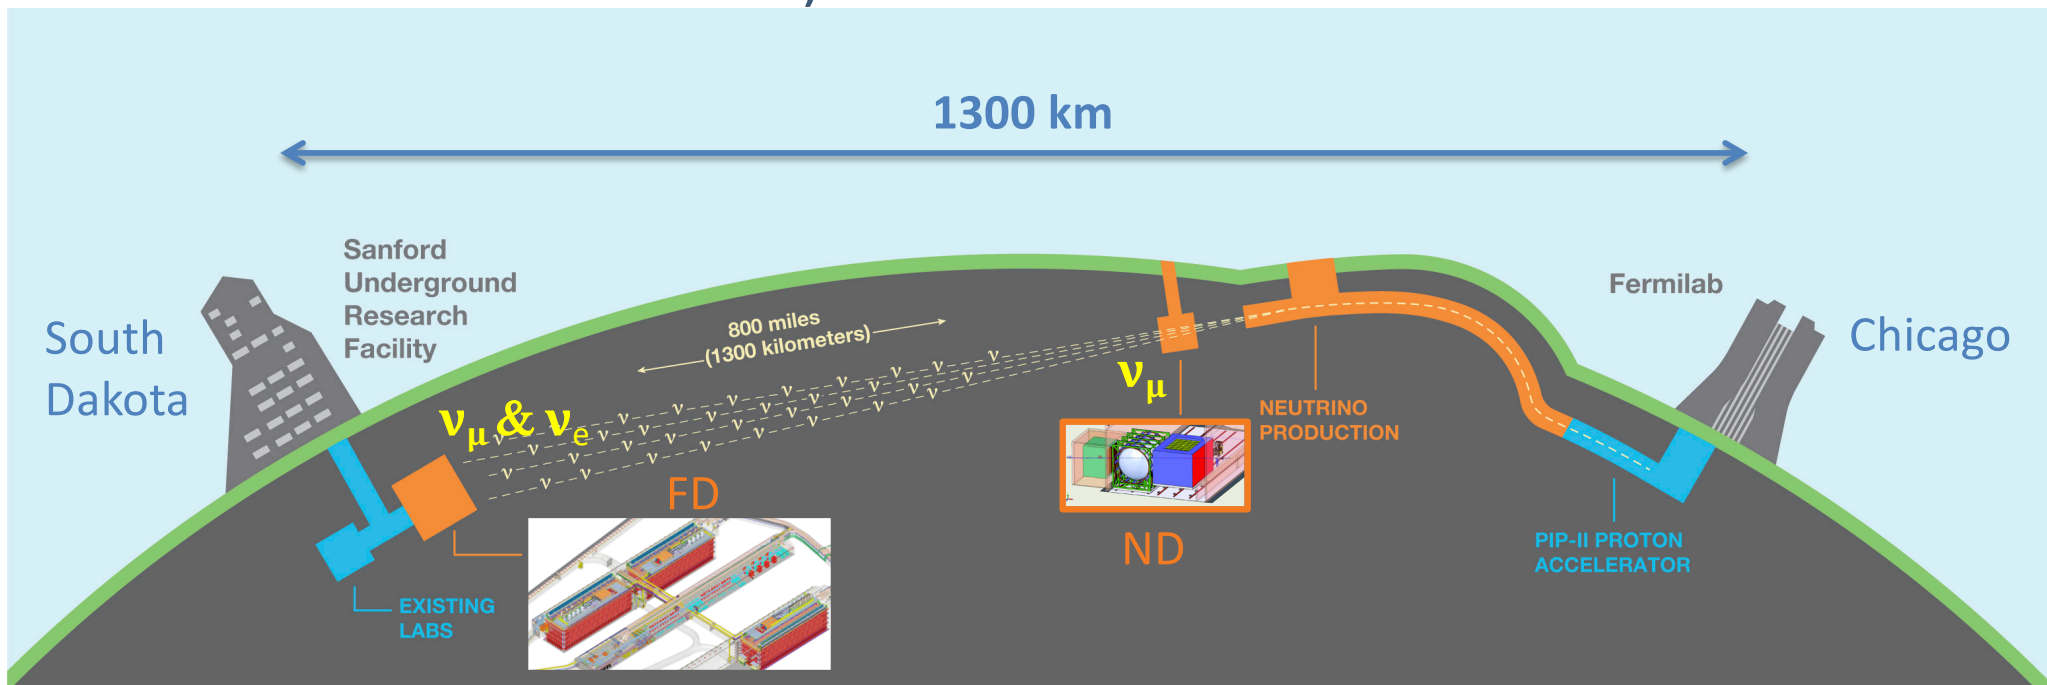 1300 km
Sanford
Underground
Research
Facility
South
Dakota
800 miles
(1300 kilometers)
Fermilab
Chicago
νμ & νe
νμ
ν ν ν ν ν ν ν
ν ν ν ν ν ν ν
ν ν ν ν ν ν ν
ν ν ν ν ν ν ν
NEUTRINO
PRODUCTION
FD
ND
PIP-II PROTON
ACCELERATOR
EXISTING
LABS